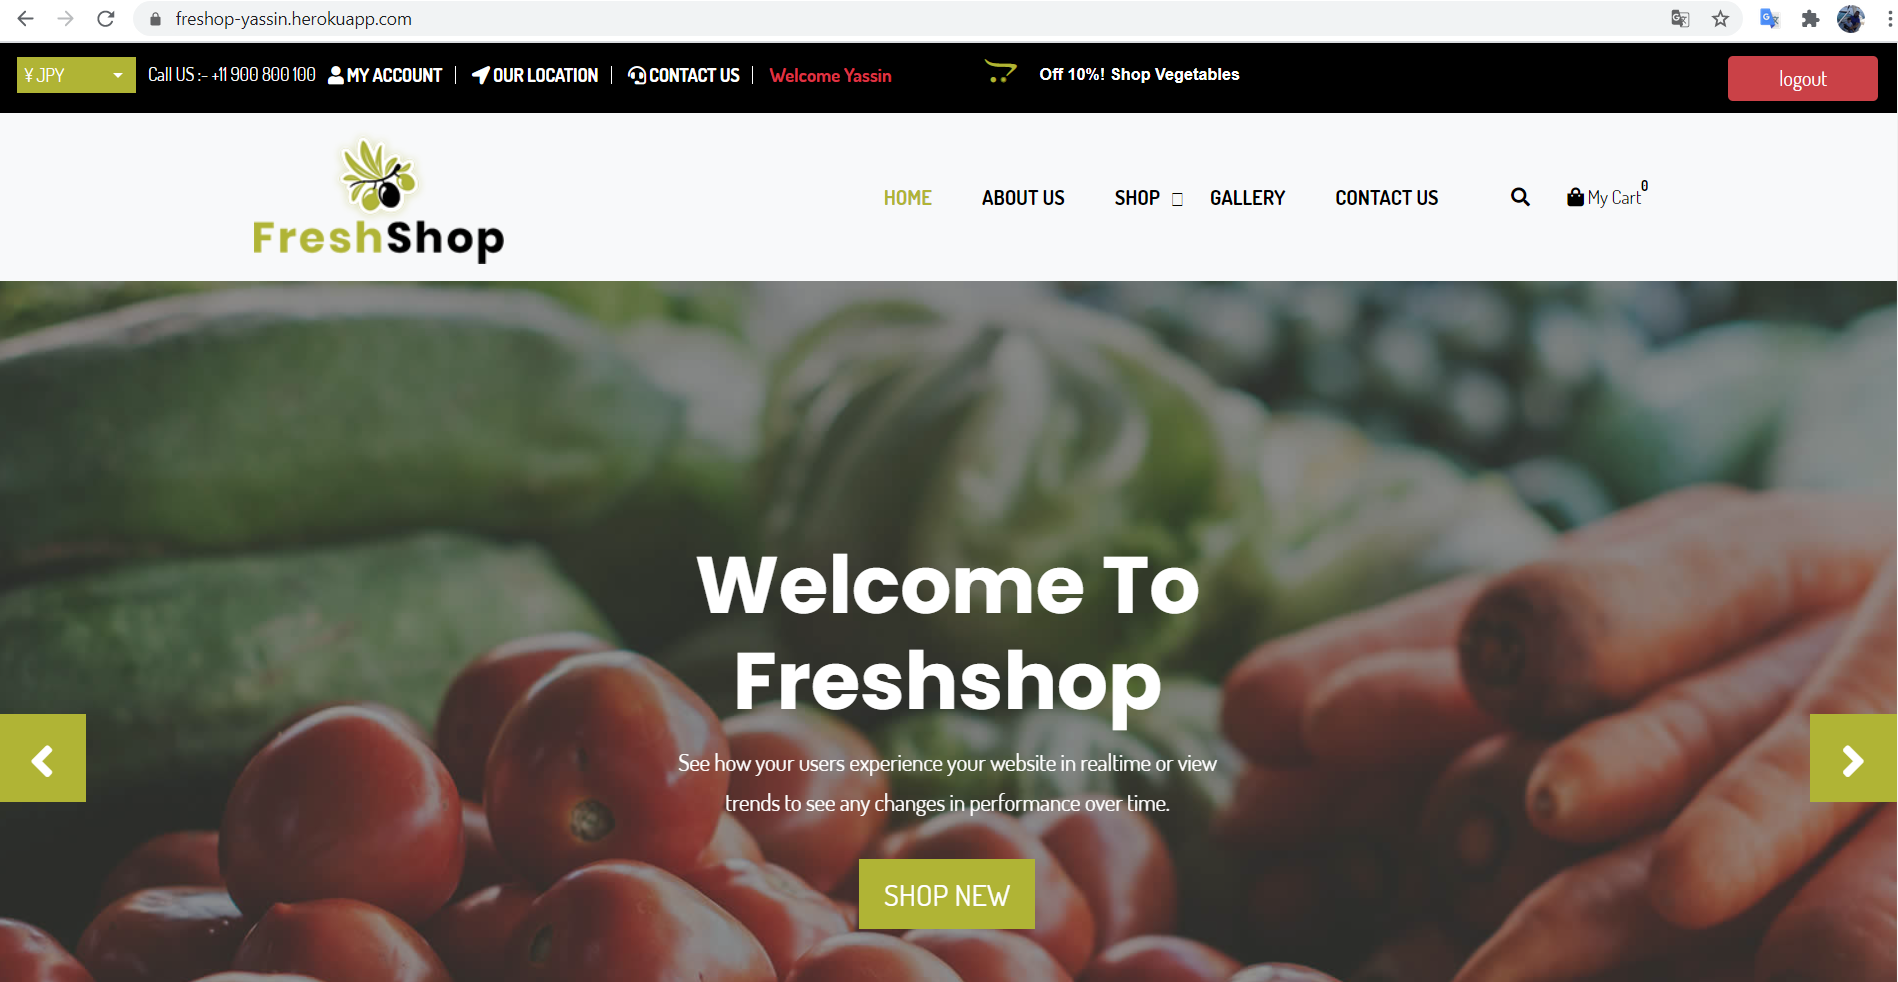 freshop-yassin.herokuapp.com
¥ JPY Call US :- +11 900 800 100 MY ACCOUNT OUR LOCATION CONTACT US Welcome Yassin Off 10%! Shop Vegetables logout
FreshShop
HOME ABOUT US SHOP GALLERY CONTACT US My Cart 0
Welcome To
Freshshop
See how your users experience your website in realtime or view
trends to see any changes in performance over time.
SHOP NEW